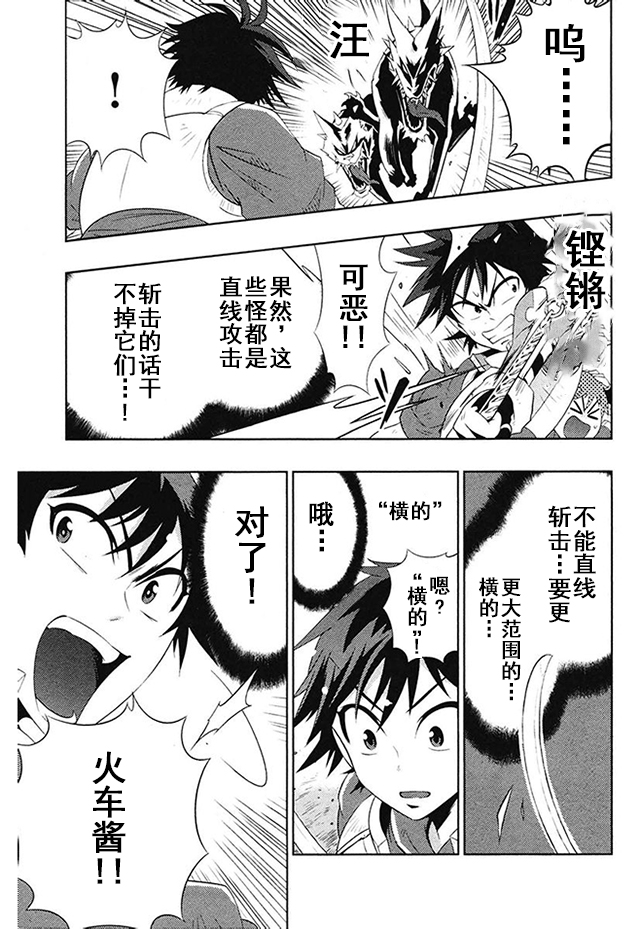 呜……
汪
！
铿锵
可恶!!
果然，这
些怪都是
直线攻击
斩击的话干
不掉它们…！
不能直线
斩击…要更
更大范围的…
横的…
“横的”
嗯？
“横的”！
哦…
对了！
火车酱!!